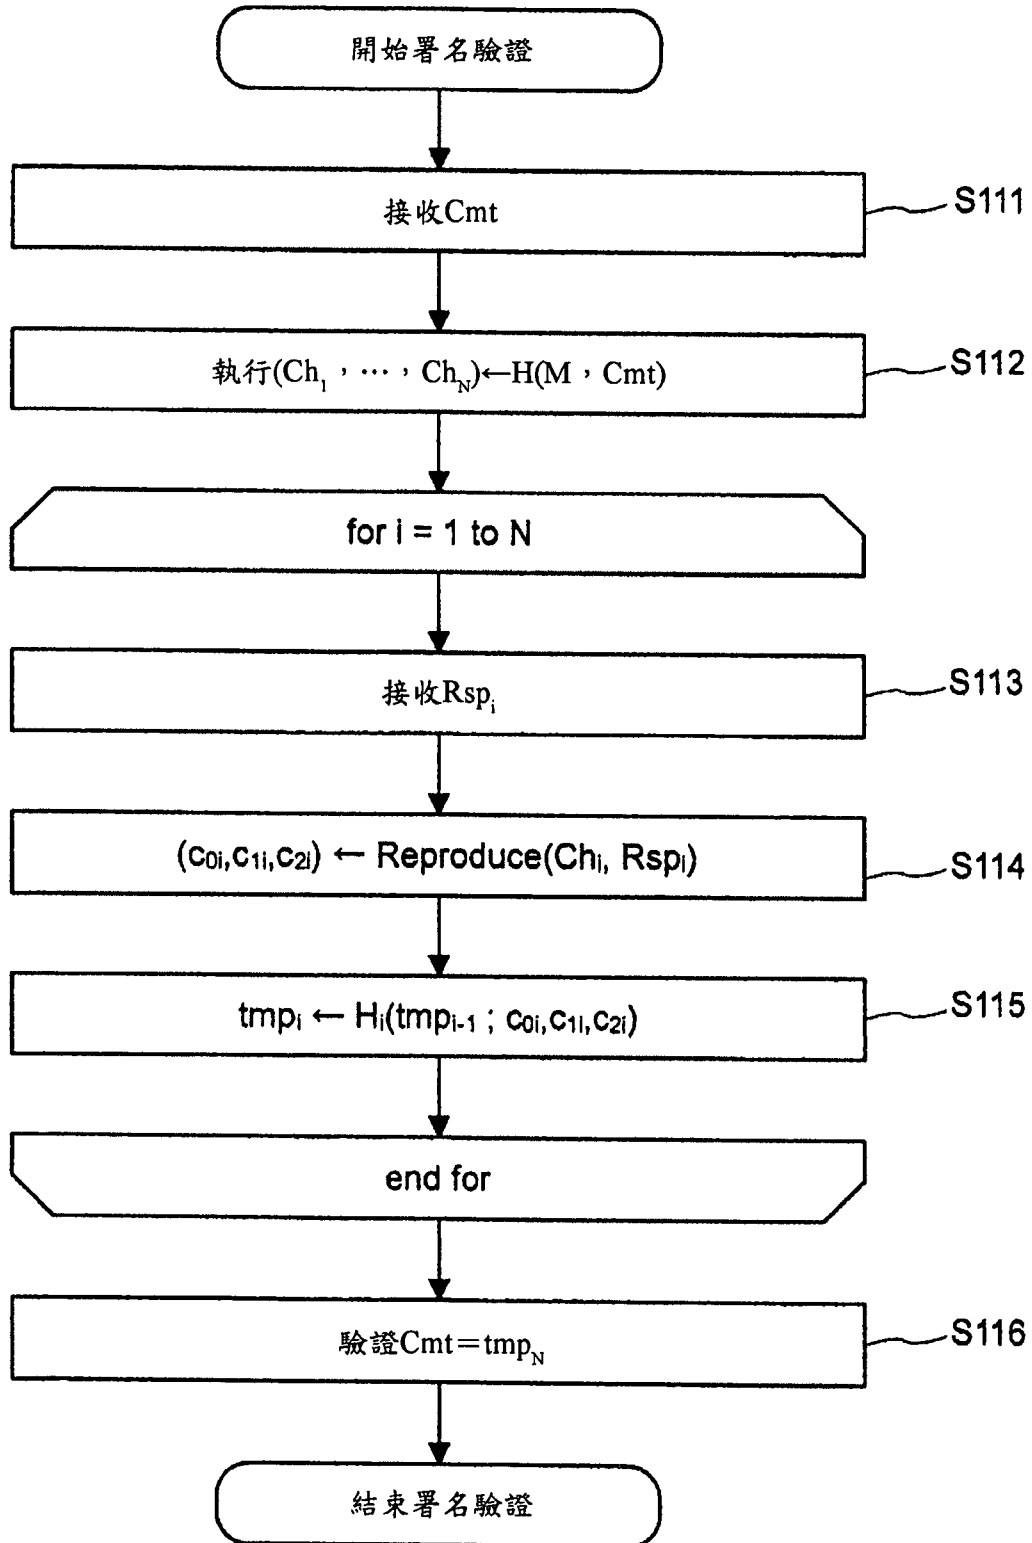 開始署名驗證
接收Cmt
S111
執行(Ch₁,⋯,Ch_N)←H(M,Cmt)
S112
for i = 1 to N
接收Rspᵢ
S113
(c₀ᵢ,c₁ᵢ,c₂ᵢ) ← Reproduce(Chᵢ, Rspᵢ)
S114
tmpᵢ ← Hᵢ(tmpᵢ₋₁ ; c₀ᵢ,c₁ᵢ,c₂ᵢ)
S115
end for
驗證Cmt=tmp_N
S116
結束署名驗證